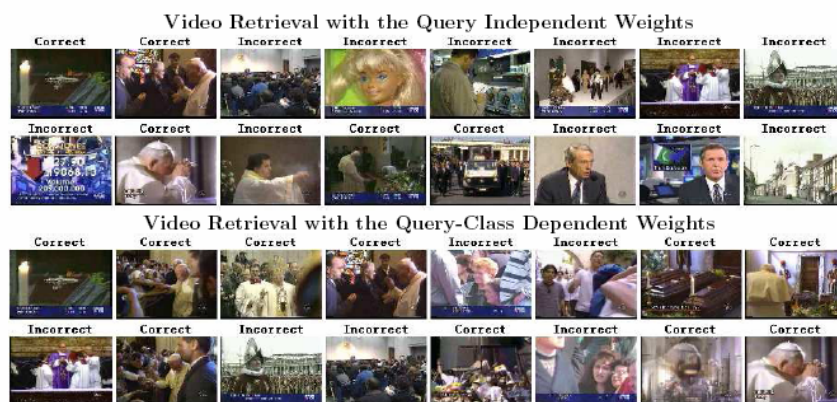 Video Retrieval with the Query Independent Weights
Correct Correct Incorrect Incorrect Incorrect Incorrect Incorrect Incorrect
Incorrect Correct Incorrect Correct Correct Incorrect Incorrect Incorrect
Video Retrieval with the Query-Class Dependent Weights
Correct Correct Correct Correct Incorrect Incorrect Correct Correct
Incorrect Correct Incorrect Incorrect Correct Incorrect Correct Correct